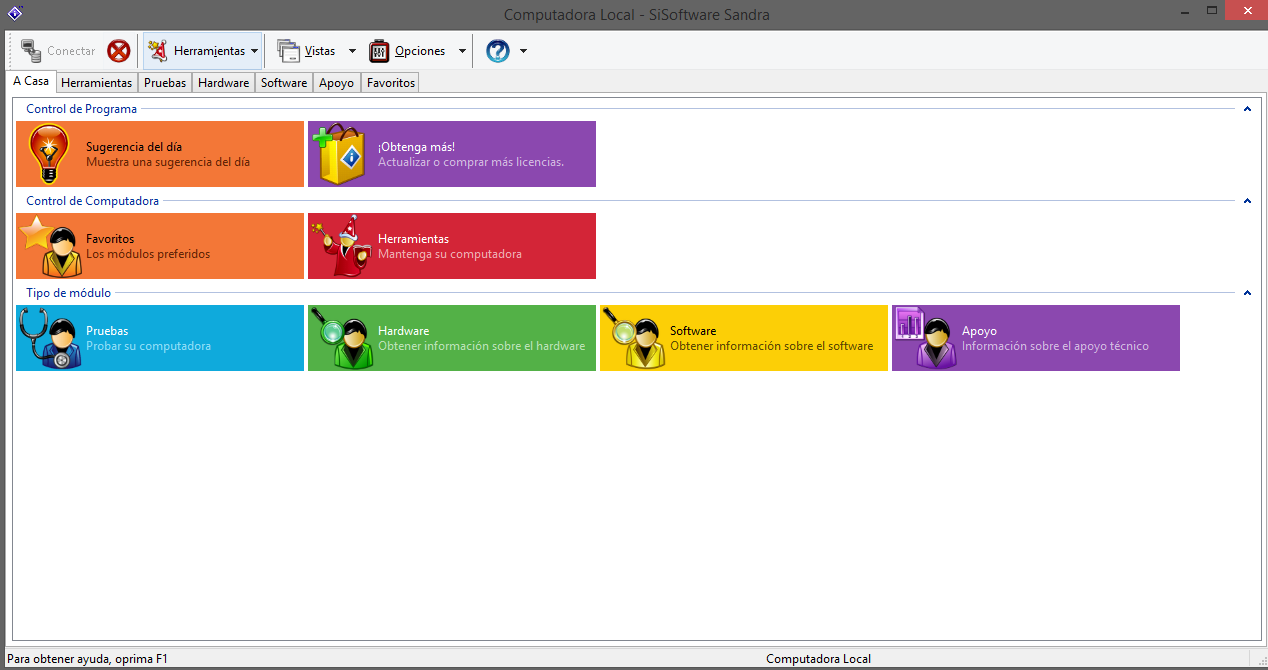 Computadora Local - SiSoftware Sandra
Conectar Herramientas Vistas Opciones
A Casa Herramientas Pruebas Hardware Software Apoyo Favoritos
Control de Programa
Sugerencia del día
Muestra una sugerencia del día
¡Obtenga más!
Actualizar o comprar más licencias.
Control de Computadora
Favoritos
Los módulos preferidos
Herramientas
Mantenga su computadora
Tipo de módulo
Pruebas
Probar su computadora
Hardware
Obtener información sobre el hardware
Software
Obtener información sobre el software
Apoyo
Información sobre el apoyo técnico
Para obtener ayuda, oprima F1
Computadora Local